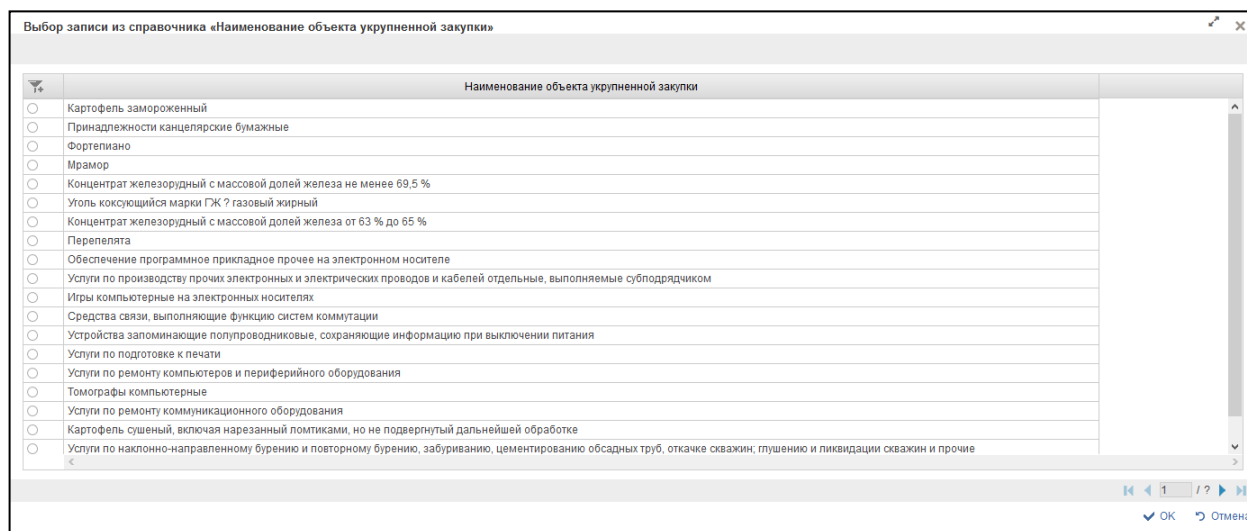 Выбор записи из справочника «Наименование объекта укрупненной закупки»
Наименование объекта укрупненной закупки
Картофель замороженный
Принадлежности канцелярские бумажные
Фортепиано
Мрамор
Концентрат железорудный с массовой долей железа не менее 69,5 %
Уголь коксующийся марки ГЖ ? газовый жирный
Концентрат железорудный с массовой долей железа от 63 % до 65 %
Перепелята
Обеспечение программное прикладное прочее на электронном носителе
Услуги по производству прочих электронных и электрических проводов и кабелей отдельные, выполняемые субподрядчиком
Игры компьютерные на электронных носителях
Средства связи, выполняющие функцию систем коммутации
Устройства запоминающие полупроводниковые, сохраняющие информацию при выключении питания
Услуги по подготовке к печати
Услуги по ремонту компьютеров и периферийного оборудования
Томографы компьютерные
Услуги по ремонту коммуникационного оборудования
Картофель сушеный, включая нарезанный ломтиками, но не подвергнутый дальнейшей обработке
Услуги по наклонно-направленному бурению и повторному бурению, забуриванию, цементированию обсадных труб, откачке скважин; глушению и ликвидации скважин и прочие
1 / ?
ОК Отмена